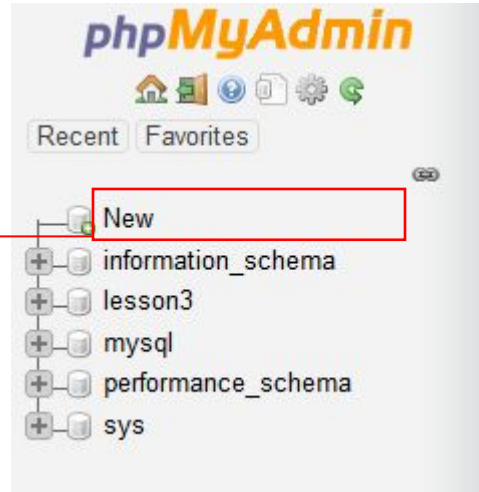 phpMyAdmin
Recent Favorites
New
information_schema
lesson3
mysql
performance_schema
sys